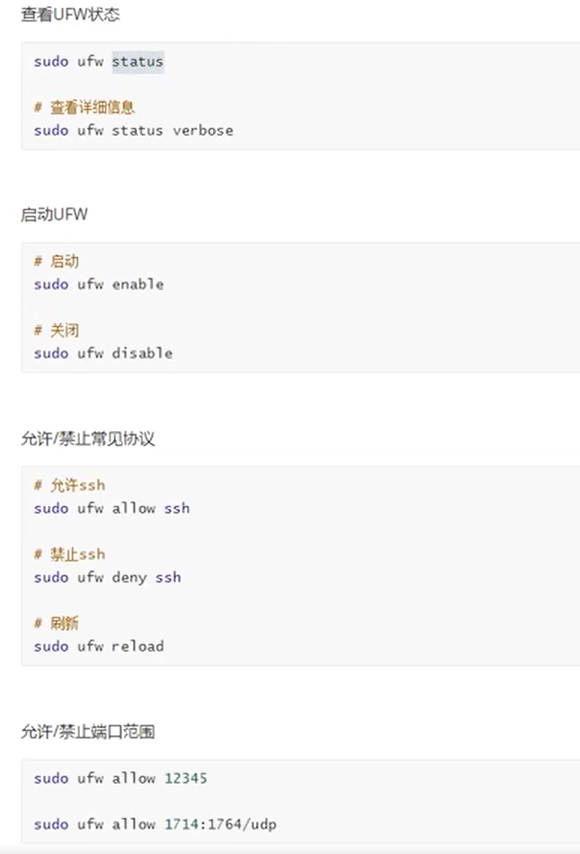 查看UFW状态
sudo ufw status
# 查看详细信息
sudo ufw status verbose
启动UFW
# 启动
sudo ufw enable
# 关闭
sudo ufw disable
允许/禁止常见协议
# 允许ssh
sudo ufw allow ssh
# 禁止ssh
sudo ufw deny ssh
# 刷新
sudo ufw reload
允许/禁止端口范围
sudo ufw allow 12345
sudo ufw allow 1714:1764/udp